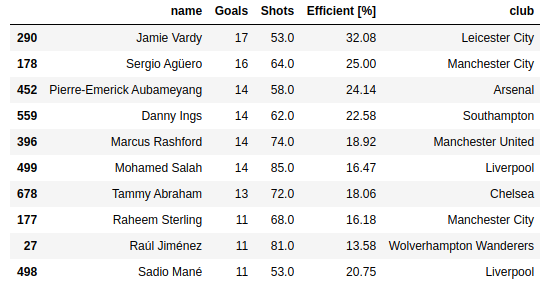 name Goals Shots Efficient [%] club
290 Jamie Vardy 17 53.0 32.08 Leicester City
178 Sergio Agüero 16 64.0 25.00 Manchester City
452 Pierre-Emerick Aubameyang 14 58.0 24.14 Arsenal
559 Danny Ings 14 62.0 22.58 Southampton
396 Marcus Rashford 14 74.0 18.92 Manchester United
499 Mohamed Salah 14 85.0 16.47 Liverpool
678 Tammy Abraham 13 72.0 18.06 Chelsea
177 Raheem Sterling 11 68.0 16.18 Manchester City
27 Raúl Jiménez 11 81.0 13.58 Wolverhampton Wanderers
498 Sadio Mané 11 53.0 20.75 Liverpool